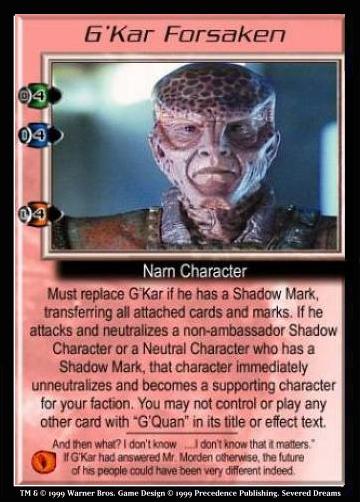 G'Kar Forsaken
4
4
4
Narn Character
Must replace G'Kar if he has a Shadow Mark,
transferring all attached cards and marks. If he
attacks and neutralizes a non-ambassador Shadow
Character or a Neutral Character who has a
Shadow Mark, that character immediately
unneutralizes and becomes a supporting character
for your faction. You may not control or play any
other card with "G'Quan" in its title or effect text.
And then what? I don't know ....I don't know that it matters."
If G'Kar had answered Mr. Morden otherwise, the future
of his people could have been very different indeed.
TM & © 1999 Warner Bros. Game Design © 1999 Precedence Publishing. Severed Dreams